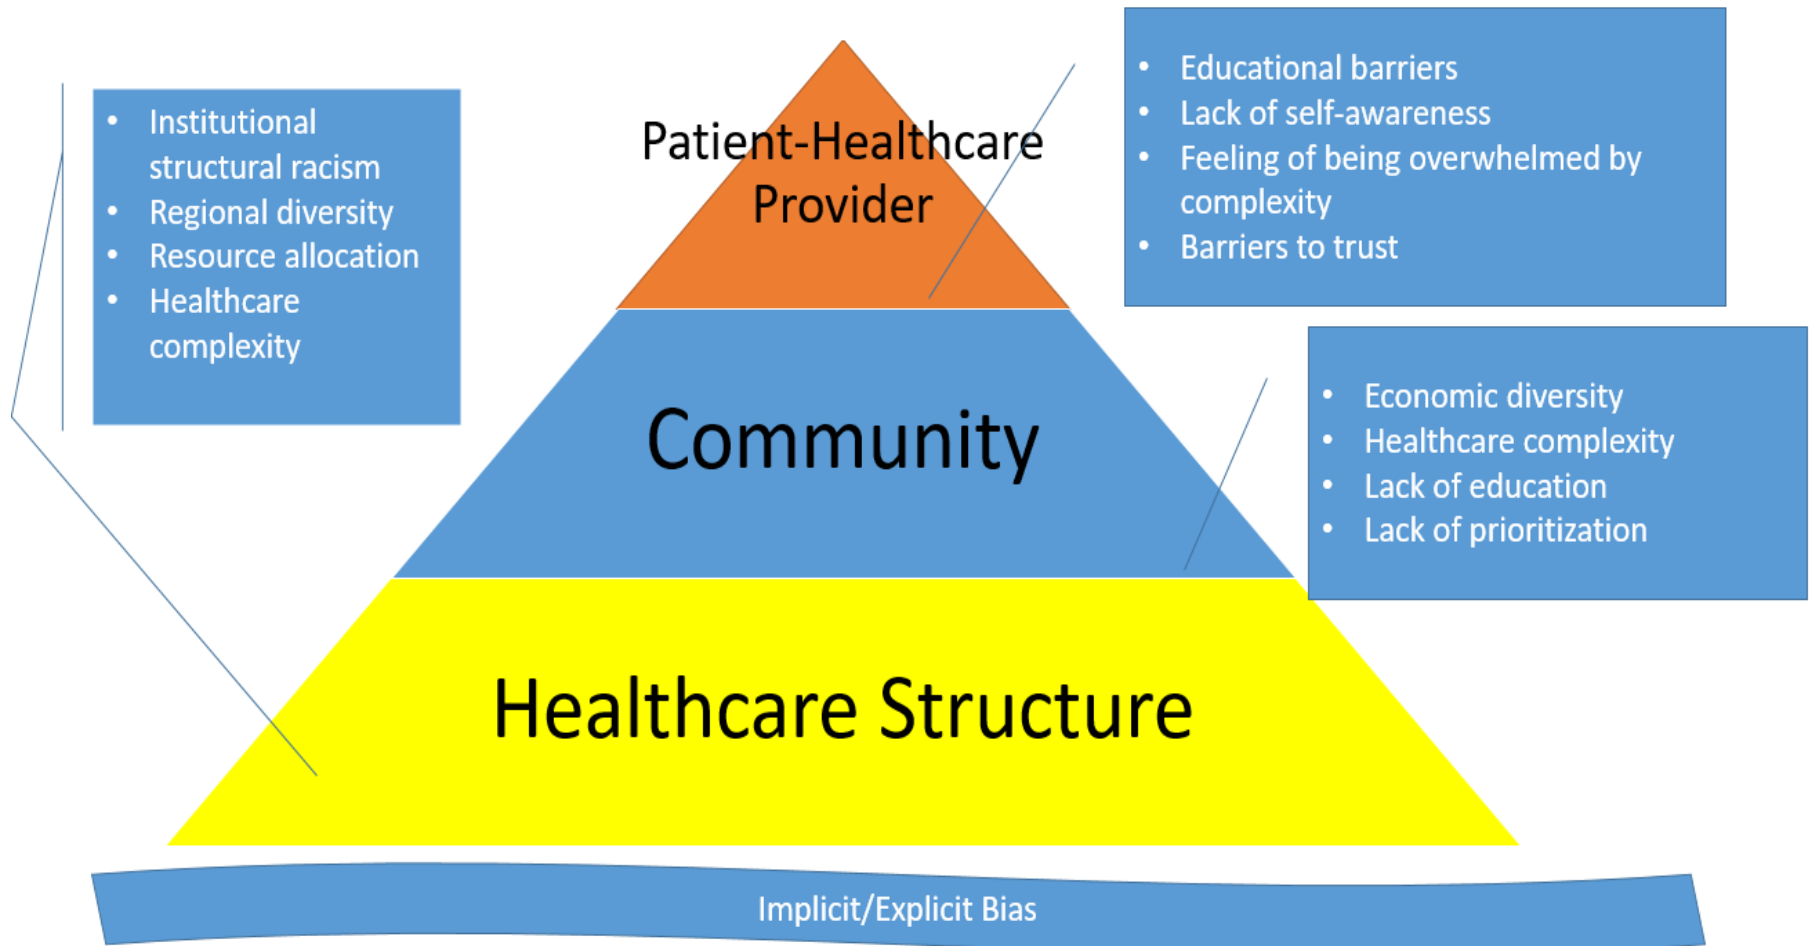 • Institutional
structural racism
• Regional diversity
• Resource allocation
• Healthcare
complexity
Patient-Healthcare
Provider
• Educational barriers
• Lack of self-awareness
• Feeling of being overwhelmed by
complexity
• Barriers to trust
Community
• Economic diversity
• Healthcare complexity
• Lack of education
• Lack of prioritization
Healthcare Structure
Implicit/Explicit Bias